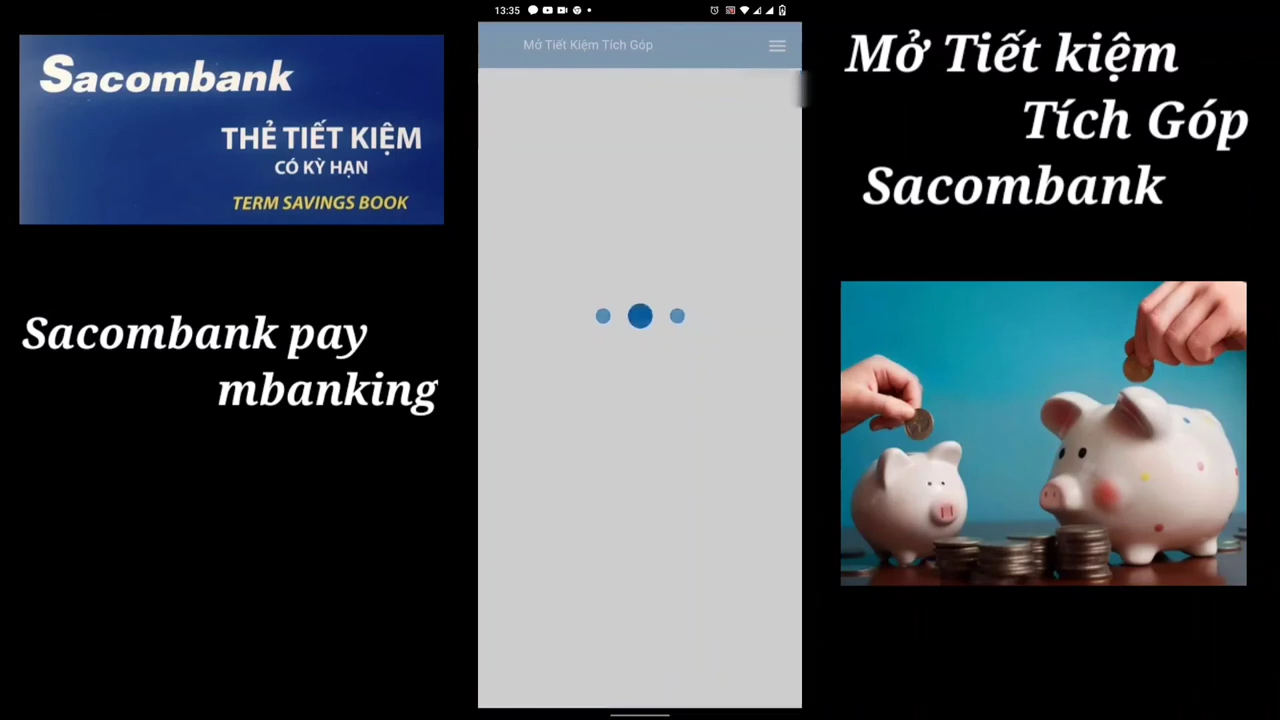 Sacombank
THẺ TIẾT KIỆM
CÓ KỲ HẠN
TERM SAVINGS BOOK
Sacombank pay
mbanking
13:35
Mở Tiết Kiệm Tích Góp
Mở Tiết kiệm
Tích Góp
Sacombank